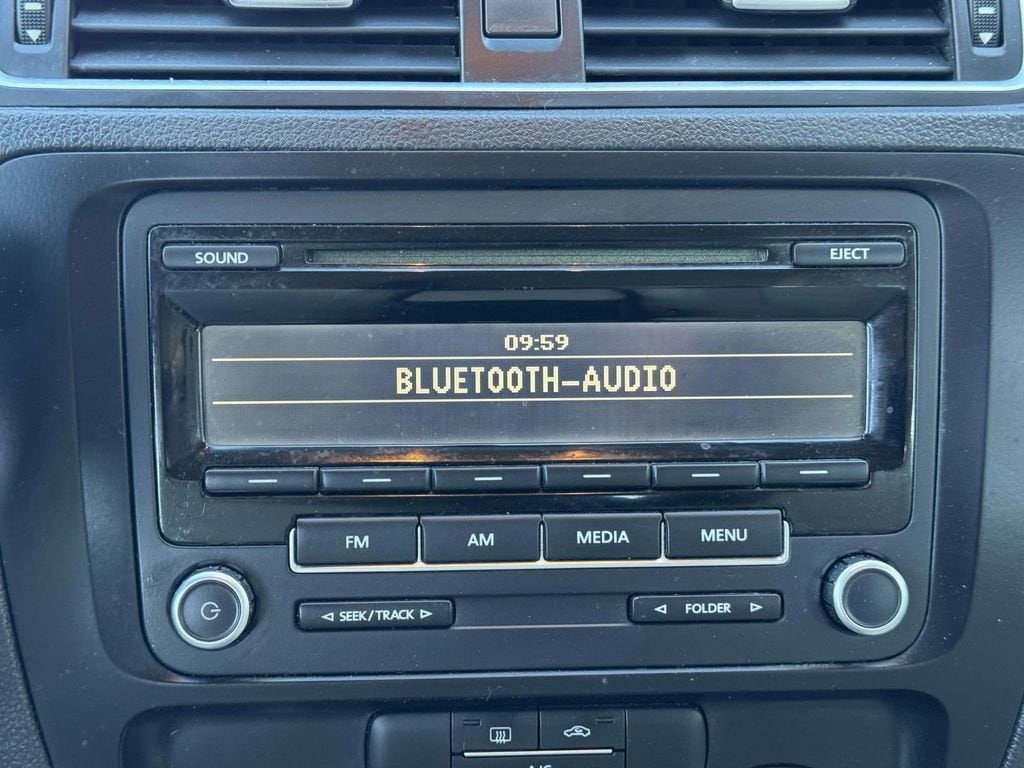 SOUND
EJECT
09:59
BLUETOOTH-AUDIO
FM AM MEDIA MENU
SEEK/TRACK
FOLDER
A/C